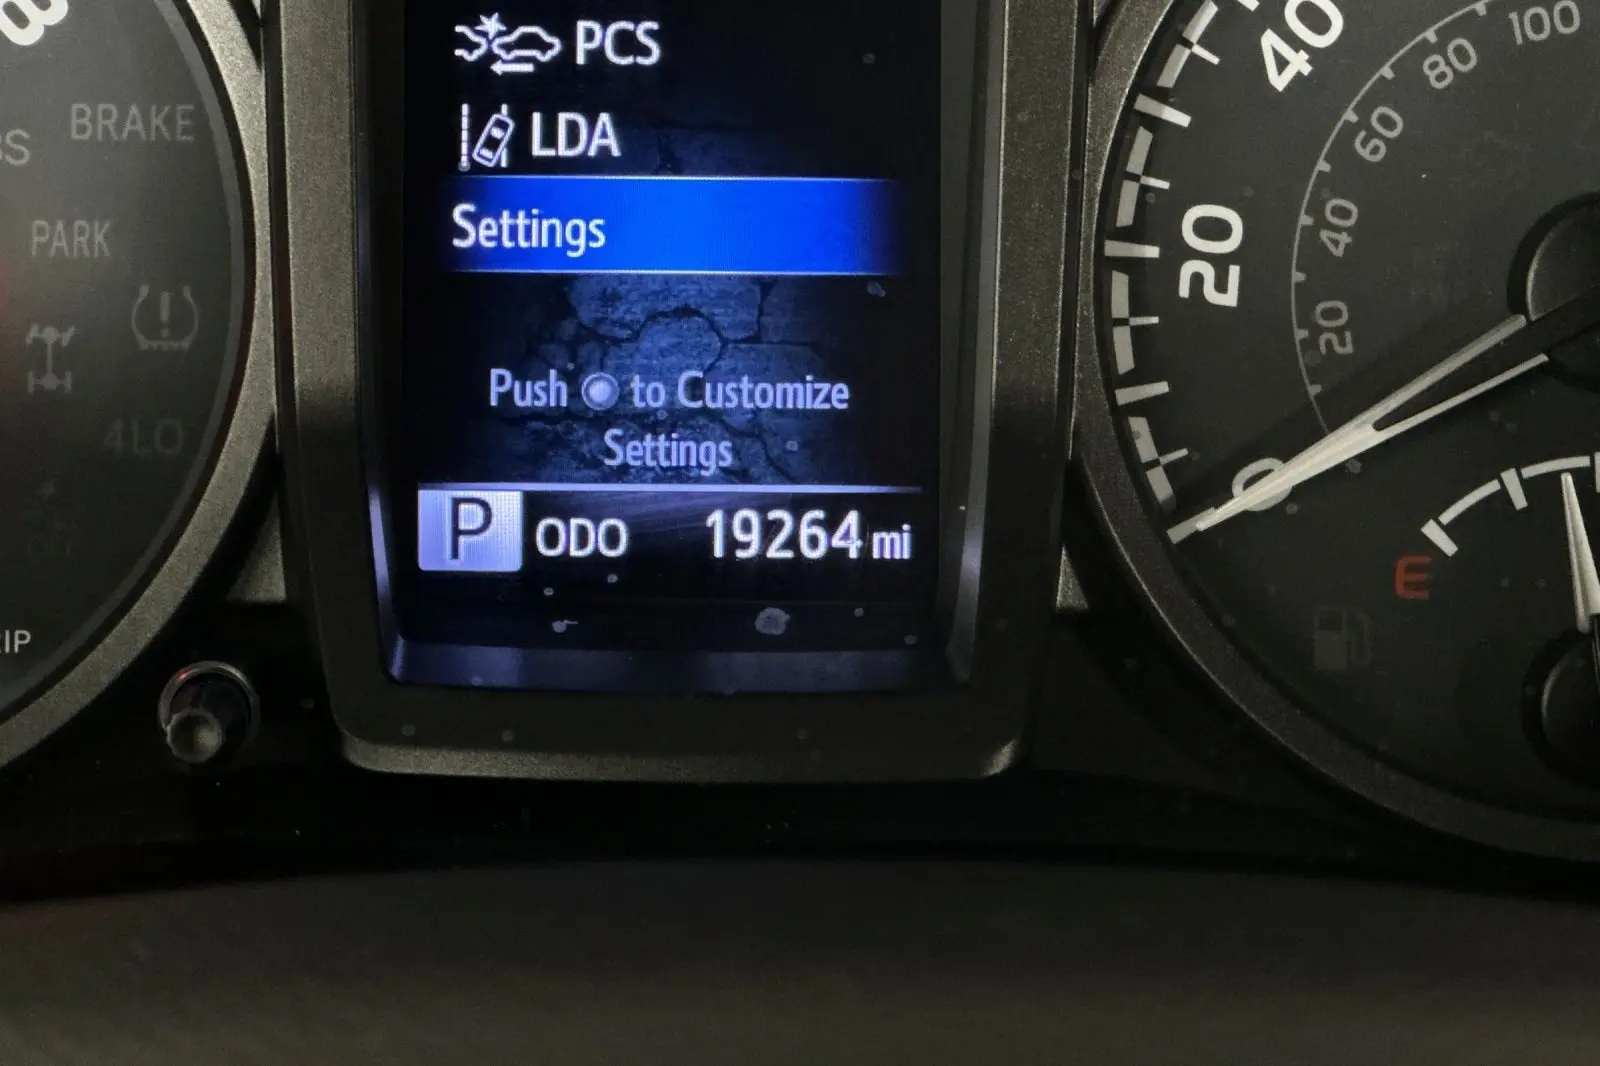 PCS
LDA
Settings
Push to Customize
Settings
P ODO 19264 mi
BRAKE
PARK
4LO
40
20
0
100
80
60
40
20
E